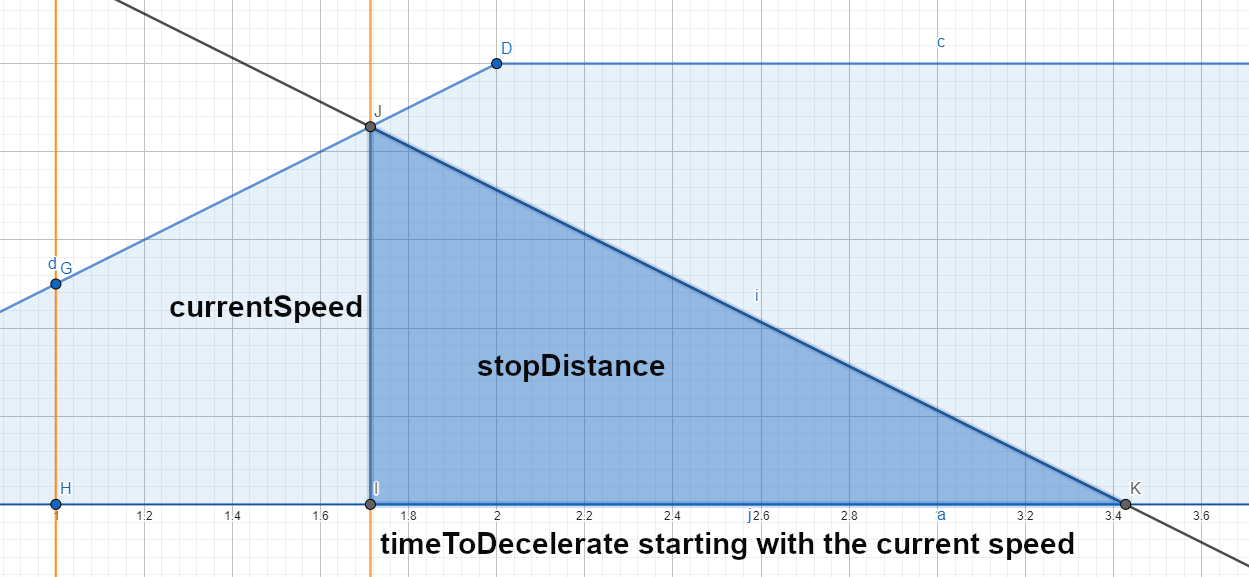 c
D
J
d G
i
currentSpeed
stopDistance
H
I
K
1 1.2 1.4 1.6 1.8 2 2.2 2.4 2.6 2.8 3 3.2 3.4 3.6
j a
timeToDecelerate starting with the current speed